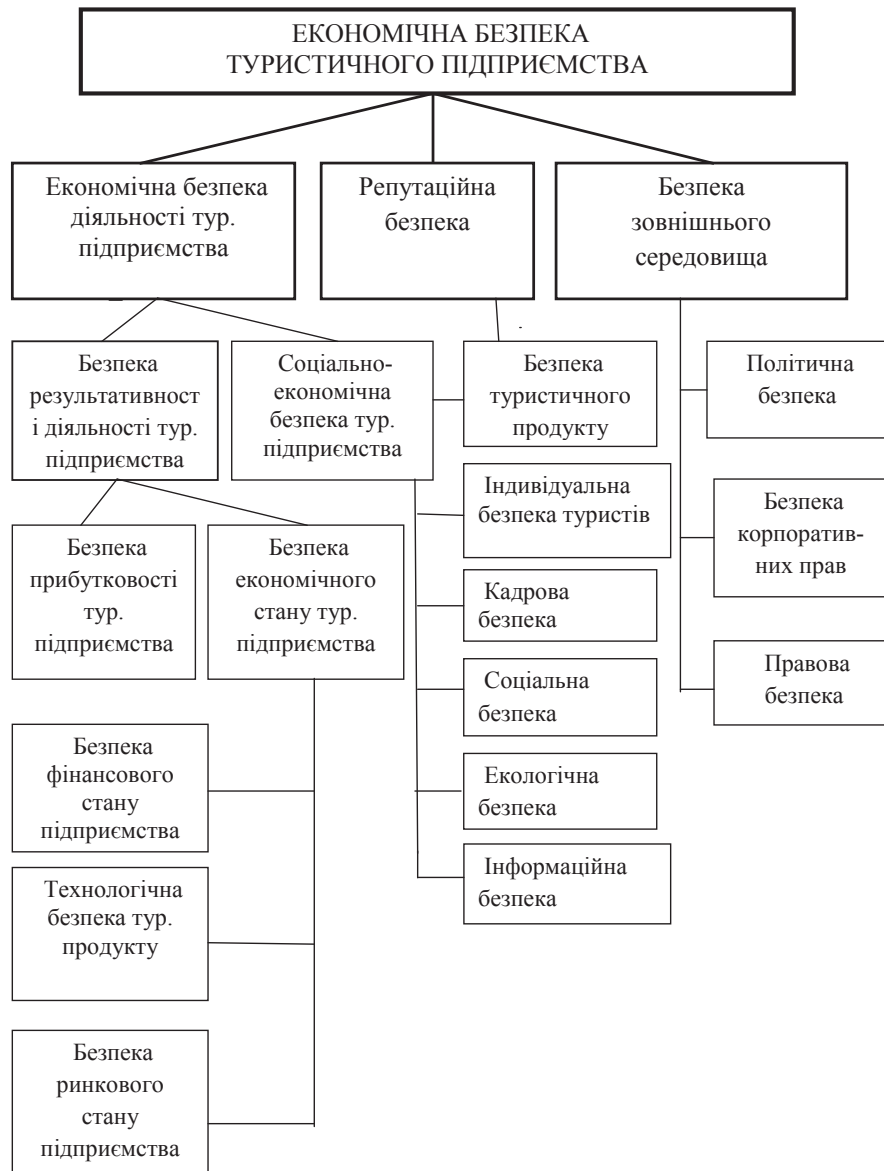 ЕКОНОМІЧНА БЕЗПЕКА
ТУРИСТИЧНОГО ПІДПРИЄМСТВА
Економічна безпека
діяльності тур.
підприємства
Репутаційна
безпека
Безпека
зовнішнього
середовища
Безпека
результативност
і діяльності тур.
підприємства
Соціально-
економічна
безпека тур.
підприємства
Безпека
туристичного
продукту
Політична
безпека
Індивідуальна
безпека туристів
Безпека
корпоратив-
них прав
Безпека
прибутковості
тур.
підприємства
Безпека
економічного
стану тур.
підприємства
Кадрова
безпека
Соціальна
безпека
Правова
безпека
Безпека
фінансового
стану
підприємства
Екологічна
безпека
Інформаційна
безпека
Технологічна
безпека тур.
продукту
Безпека
ринкового
стану
підприємства